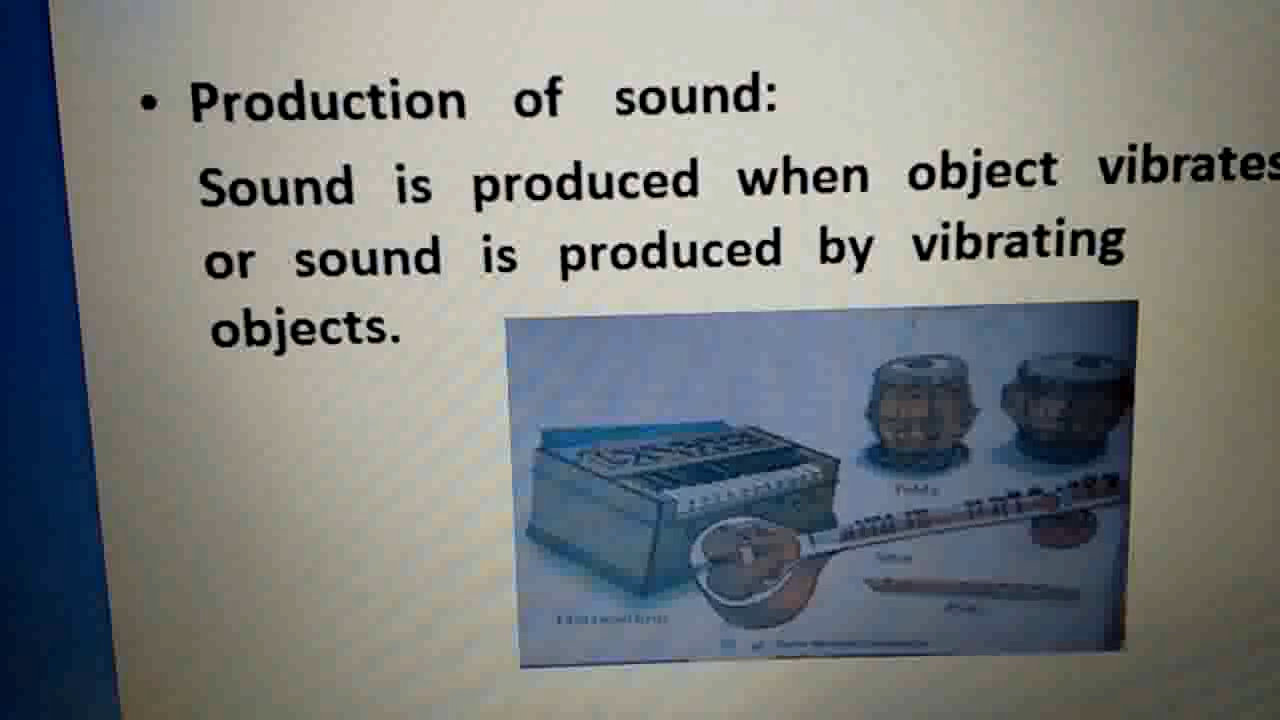 • Production of sound:
Sound is produced when object vibrates
or sound is produced by vibrating
objects.